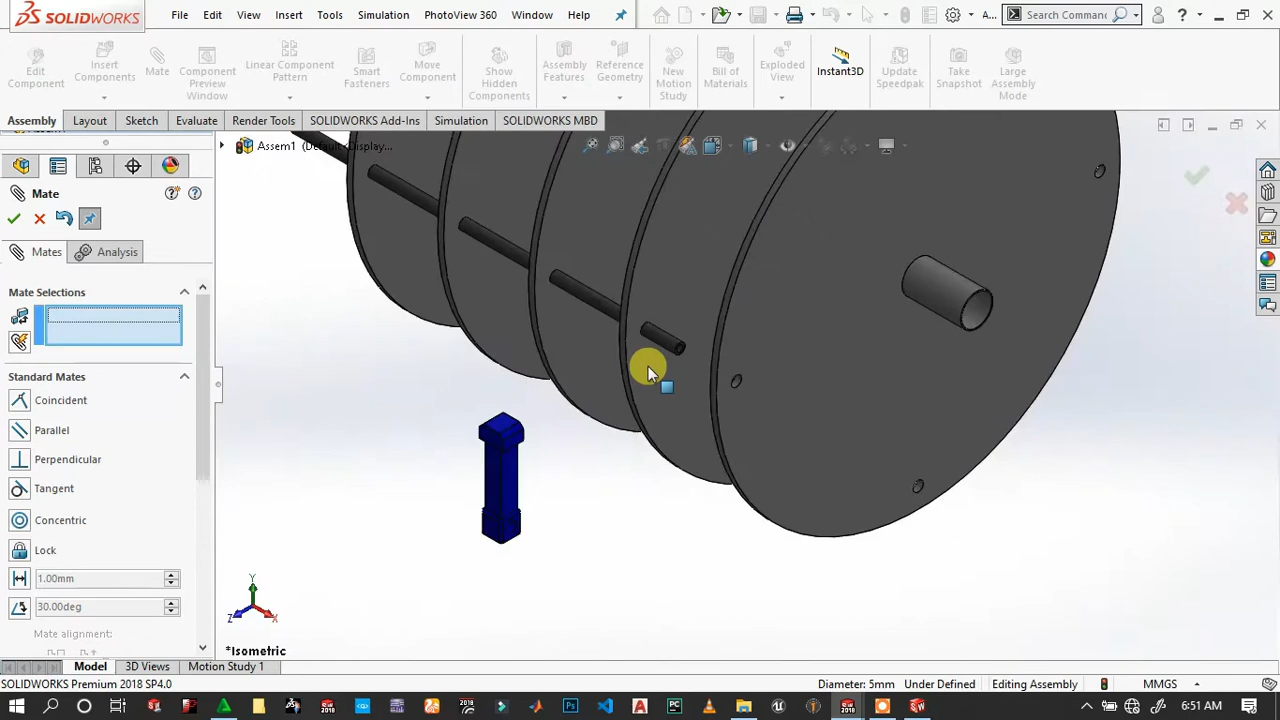 SOLIDWORKS
File Edit View Insert Tools Simulation PhotoView 360 Window Help
A...
Search Comman
Edit Component
Insert Components
Mate
Component Preview Window
Linear Component Pattern
Smart Fasteners
Move Component
Show Hidden Components
Assembly Features
Reference Geometry
New Motion Study
Bill of Materials
Exploded View
Instant3D
Update Speedpak
Take Snapshot
Large Assembly Mode
Assembly Layout Sketch Evaluate Render Tools SOLIDWORKS Add-Ins Simulation SOLIDWORKS MBD
Assem1 (Default<Display...
Mate
Mates Analysis
Mate Selections
Standard Mates
Coincident
Parallel
Perpendicular
Tangent
Concentric
Lock
1.00mm
30.00deg
Mate alignment:
Y
Z X
*Isometric
Model 3D Views Motion Study 1
SOLIDWORKS Premium 2018 SP4.0 Diameter: 5mm Under Defined Editing Assembly MMGS
6:51 AM